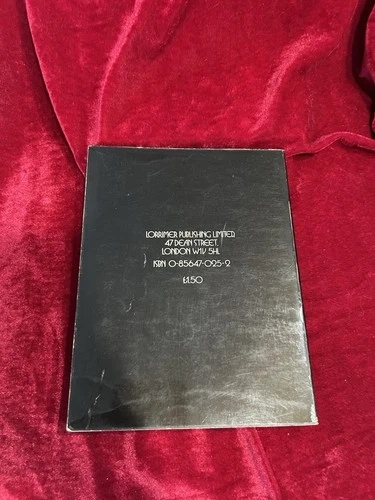 LORRIMER PUBLISHING LIMITED
47 DEAN STREET,
LONDON W1V 5HL
ISBN 0-85647-025-2
£1.50